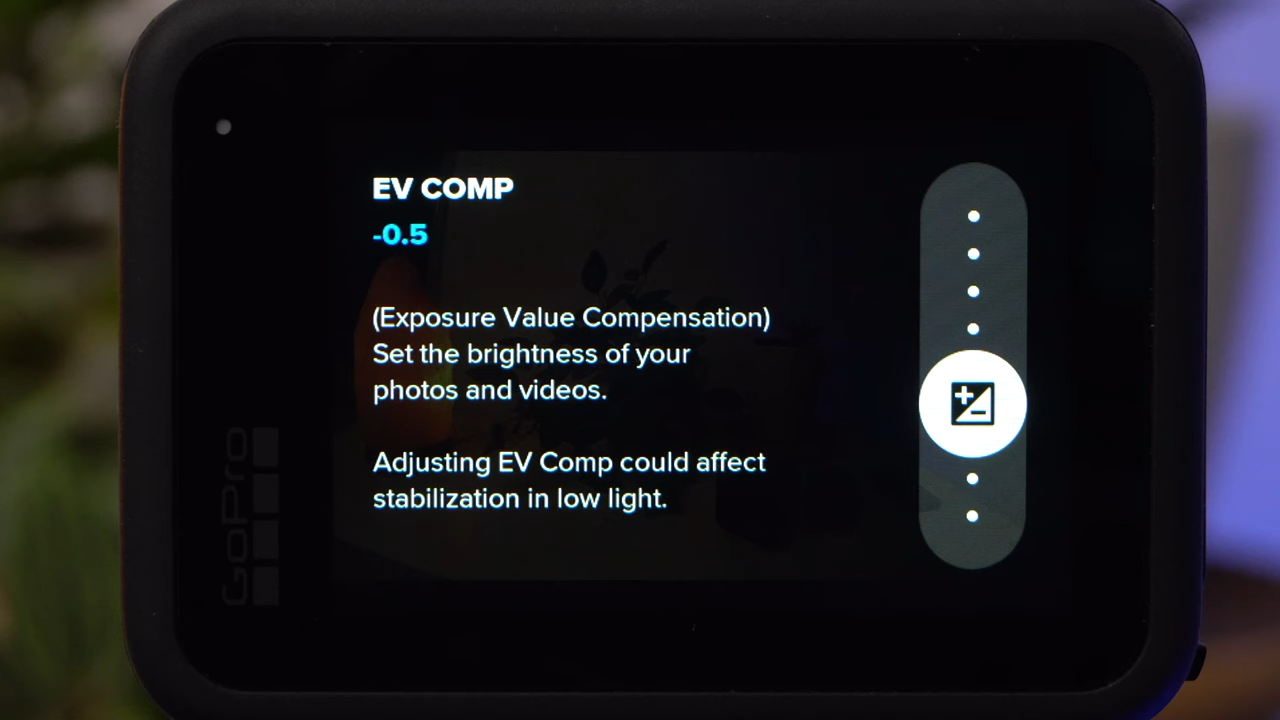 EV COMP
-0.5
(Exposure Value Compensation)
Set the brightness of your
photos and videos.
Adjusting EV Comp could affect
stabilization in low light.
GoPro